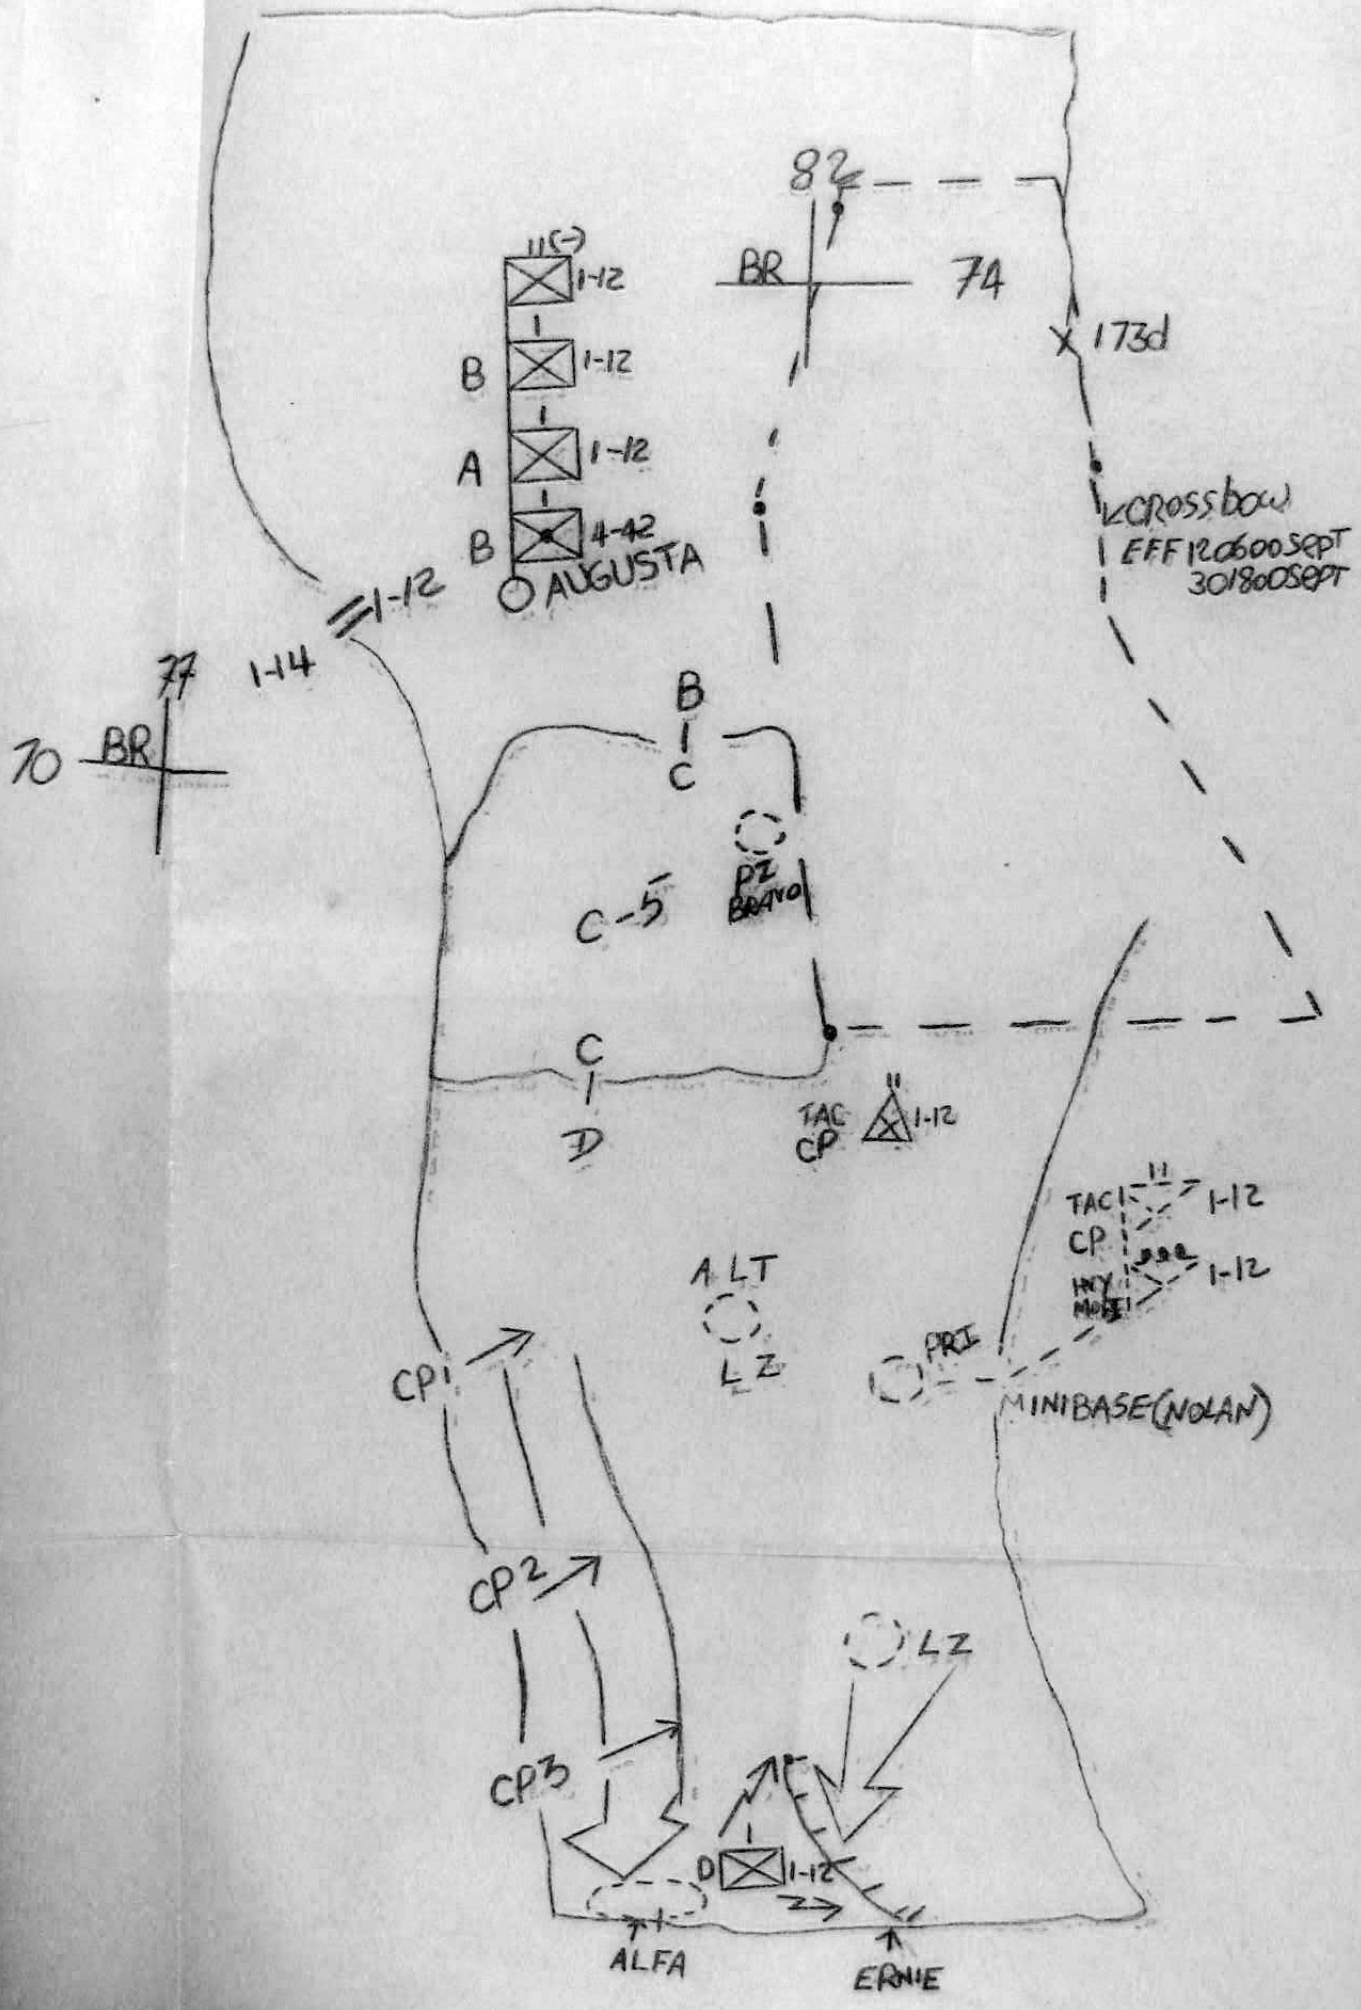 82
BR 74
II(-)
1-12
B 1-12
A 1-12
B 4-42
AUGUSTA
X 173d
CROSSbow
EFF 120600SEPT
301800SEPT
1-12
1-14
77
70 BR
B
C
PZ
BRAVO
C-5
C
D
TAC 1-12
CP
TAC 1-12
CP
1-12
HVY
ALT
LZ
PRI
MINIBASE(NOLAN)
CP1
CP2
LZ
CP3
D 1-12
ALFA
ERNIE